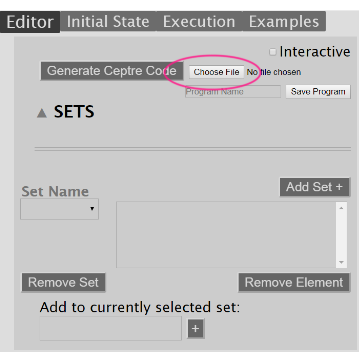 Editor Initial State Execution Examples
Interactive
Generate Ceptre Code Choose File No file chosen
Program Name Save Program
▲ SETS
Add Set +
Set Name
Remove Set Remove Element
Add to currently selected set:
+